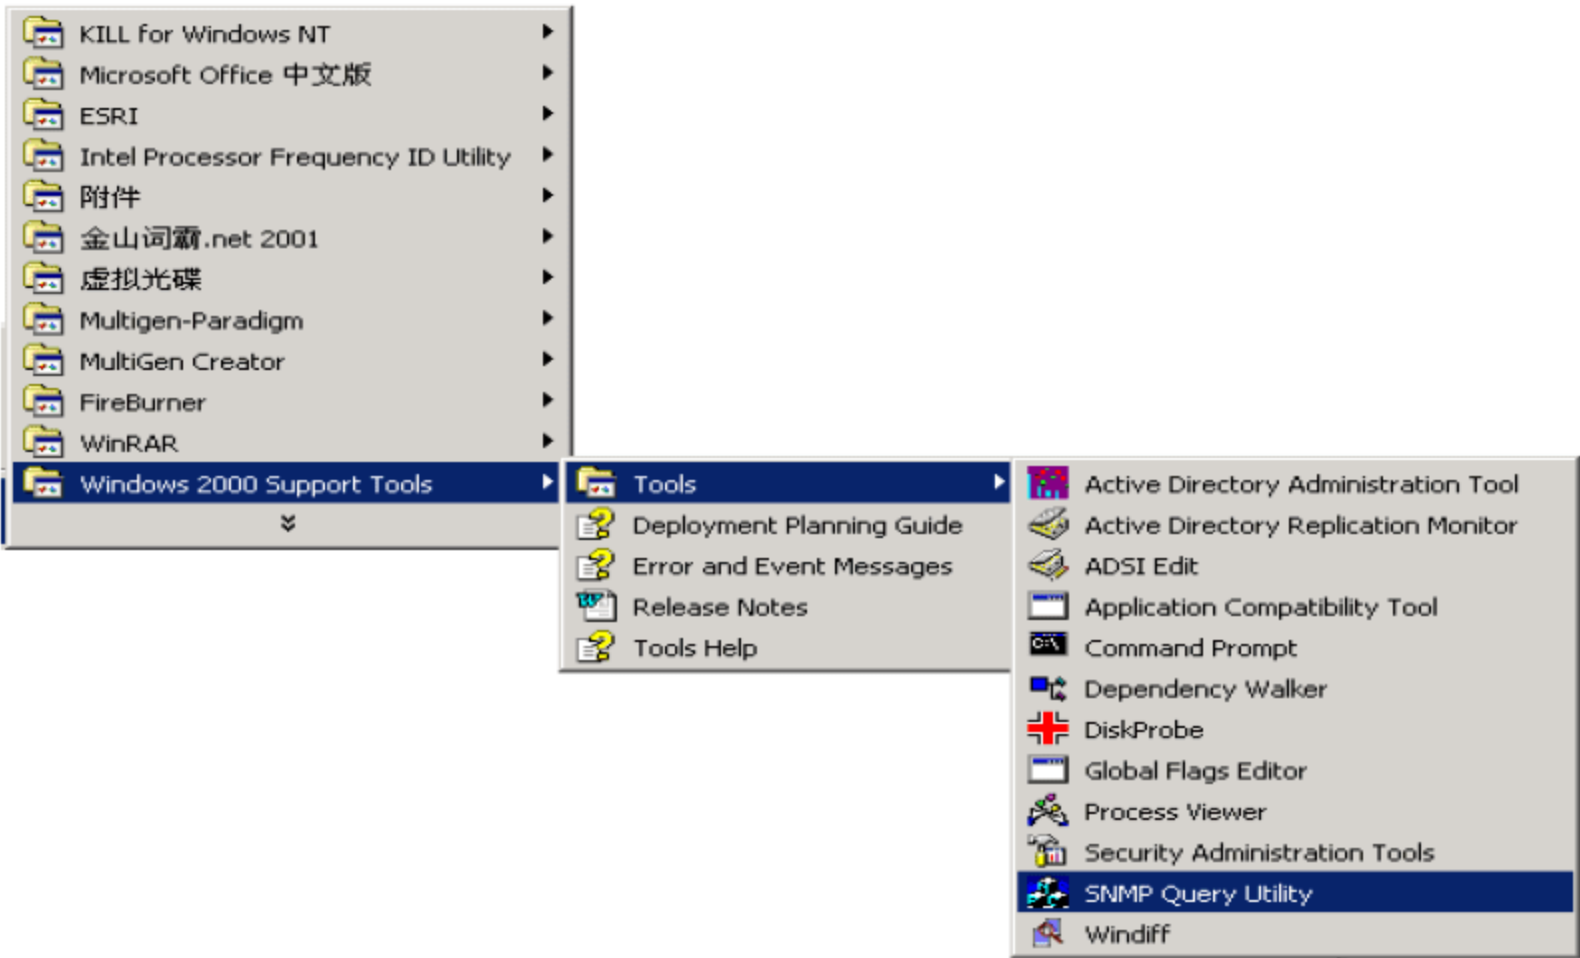 KILL for Windows NT
Microsoft Office 中文版
ESRI
Intel Processor Frequency ID Utility
附件
金山词霸.net 2001
虚拟光碟
Multigen-Paradigm
MultiGen Creator
FireBurner
WinRAR
Windows 2000 Support Tools
Tools
Deployment Planning Guide
Error and Event Messages
Release Notes
Tools Help
Active Directory Administration Tool
Active Directory Replication Monitor
ADSI Edit
Application Compatibility Tool
Command Prompt
Dependency Walker
DiskProbe
Global Flags Editor
Process Viewer
Security Administration Tools
SNMP Query Utility
Windiff